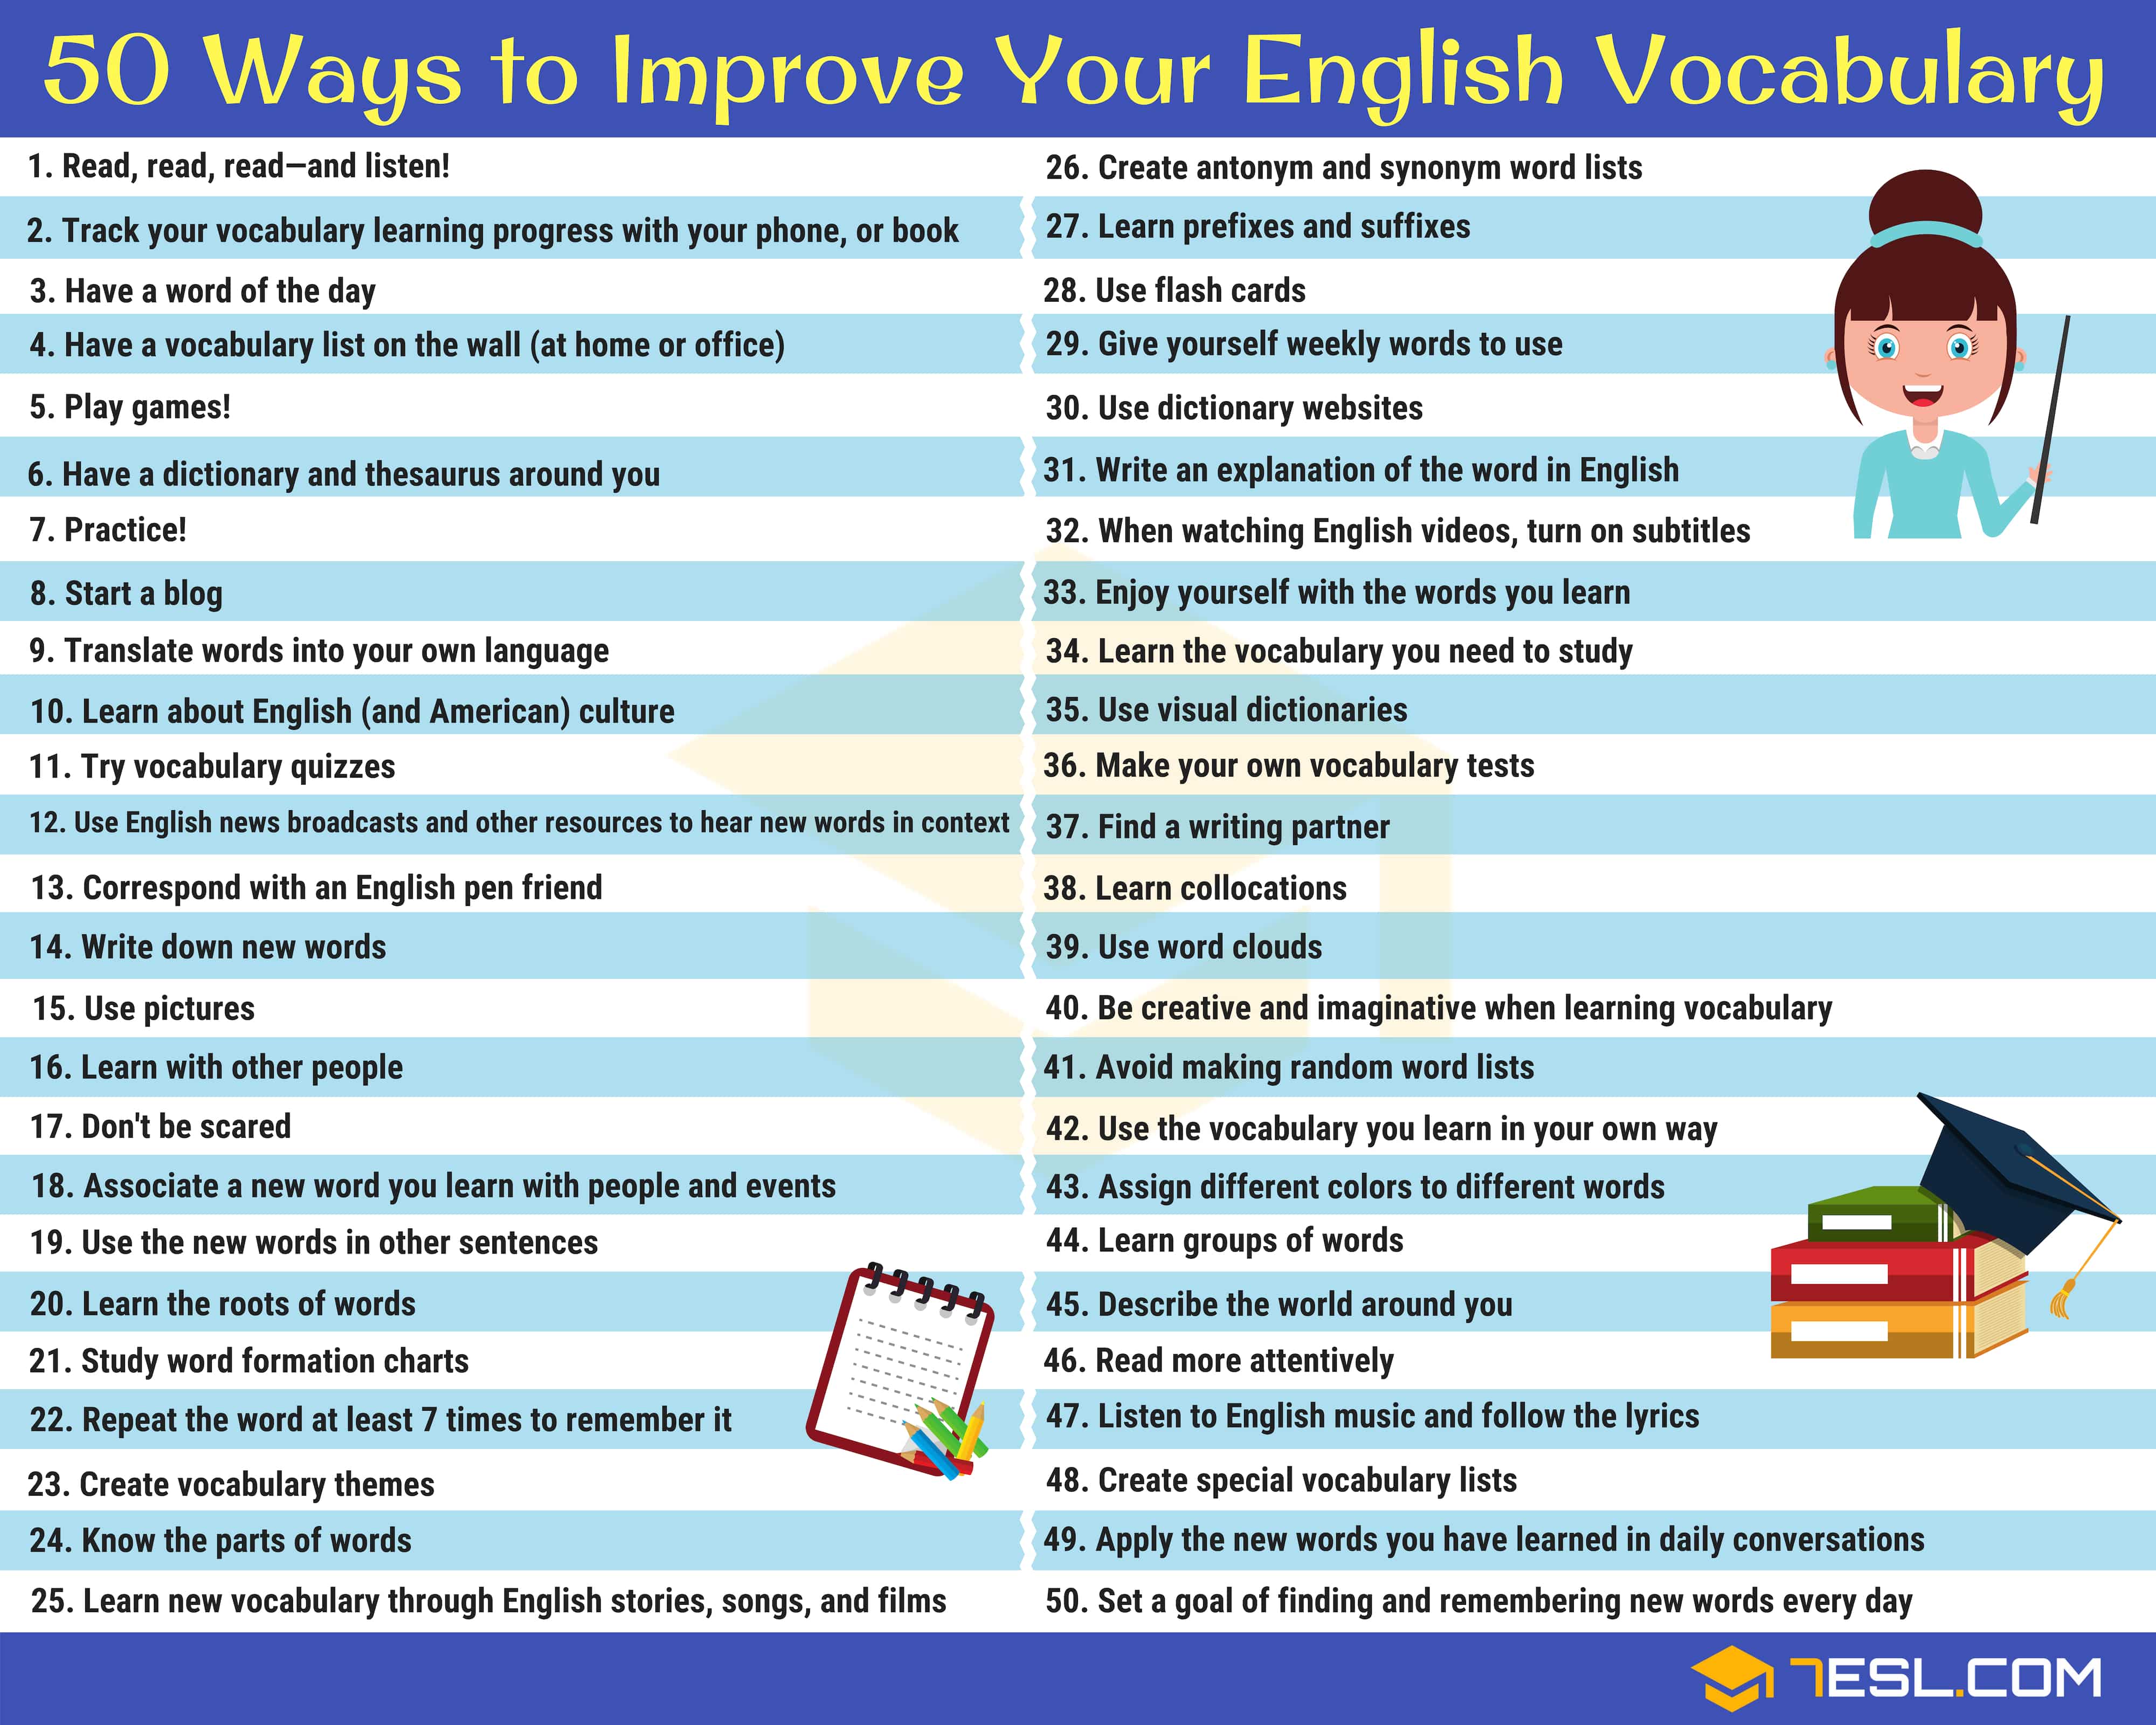 50 Ways to Improve Your English Vocabulary
1. Read, read, read—and listen!
2. Track your vocabulary learning progress with your phone, or book
3. Have a word of the day
4. Have a vocabulary list on the wall (at home or office)
5. Play games!
6. Have a dictionary and thesaurus around you
7. Practice!
8. Start a blog
9. Translate words into your own language
10. Learn about English (and American) culture
11. Try vocabulary quizzes
12. Use English news broadcasts and other resources to hear new words in context
13. Correspond with an English pen friend
14. Write down new words
15. Use pictures
16. Learn with other people
17. Don't be scared
18. Associate a new word you learn with people and events
19. Use the new words in other sentences
20. Learn the roots of words
21. Study word formation charts
22. Repeat the word at least 7 times to remember it
23. Create vocabulary themes
24. Know the parts of words
25. Learn new vocabulary through English stories, songs, and films
26. Create antonym and synonym word lists
27. Learn prefixes and suffixes
28. Use flash cards
29. Give yourself weekly words to use
30. Use dictionary websites
31. Write an explanation of the word in English
32. When watching English videos, turn on subtitles
33. Enjoy yourself with the words you learn
34. Learn the vocabulary you need to study
35. Use visual dictionaries
36. Make your own vocabulary tests
37. Find a writing partner
38. Learn collocations
39. Use word clouds
40. Be creative and imaginative when learning vocabulary
41. Avoid making random word lists
42. Use the vocabulary you learn in your own way
43. Assign different colors to different words
44. Learn groups of words
45. Describe the world around you
46. Read more attentively
47. Listen to English music and follow the lyrics
48. Create special vocabulary lists
49. Apply the new words you have learned in daily conversations
50. Set a goal of finding and remembering new words every day
7ESL.COM